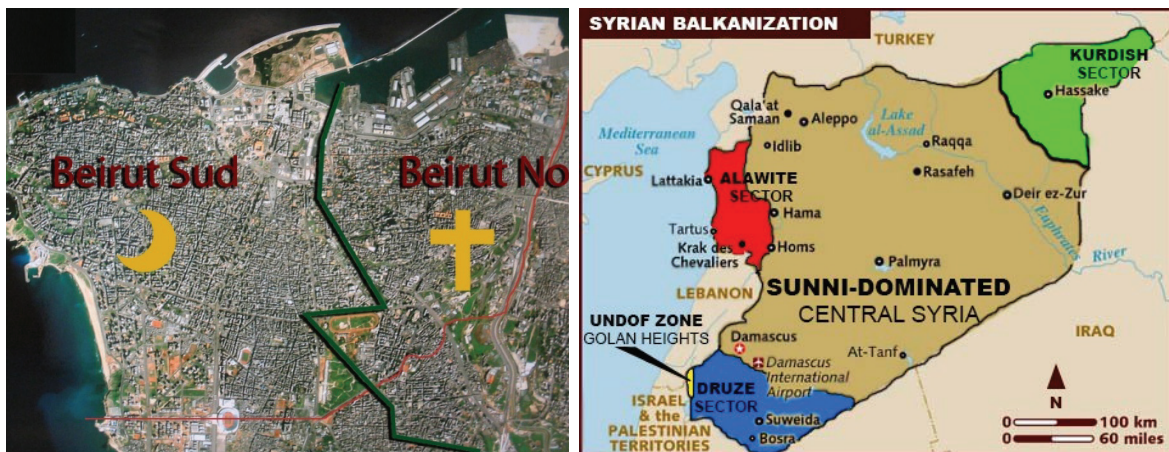 Beirut Sud
Beirut No
SYRIAN BALKANIZATION
TURKEY
KURDISH
SECTOR
Hassake
Qala'at
Samaan
Aleppo
Lake
al-Assad
Mediterranean
Sea
Idlib
Raqqa
CYPRUS
ALAWITE
SECTOR
Lattakia
Rasafeh
Deir ez-Zur
Hama
Tartus
Krak des
Chevaliers
Homs
Euphrates
River
Palmyra
LEBANON
SUNNI-DOMINATED
CENTRAL SYRIA
UNDOF ZONE
GOLAN HEIGHTS
IRAQ
Damascus
At-Tanf
Damascus
International
Airport
DRUZE
SECTOR
ISRAEL
& the
PALESTINIAN
TERRITORIES
Suweida
Bosra
N
0 100 km
0 60 miles